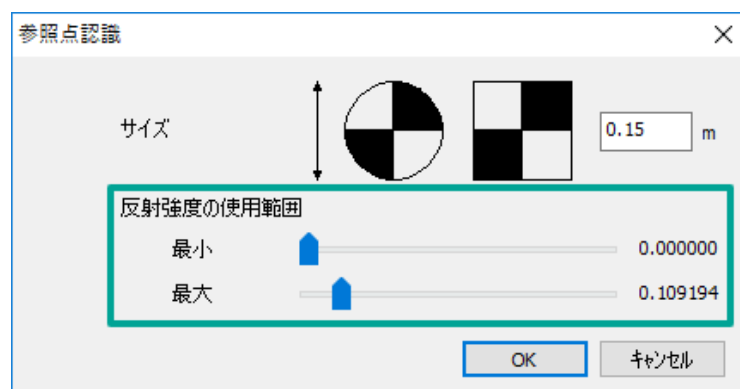 参照点認識
サイズ 0.15 m
反射強度の使用範囲
最小 0.000000
最大 0.109194
OK キャンセル